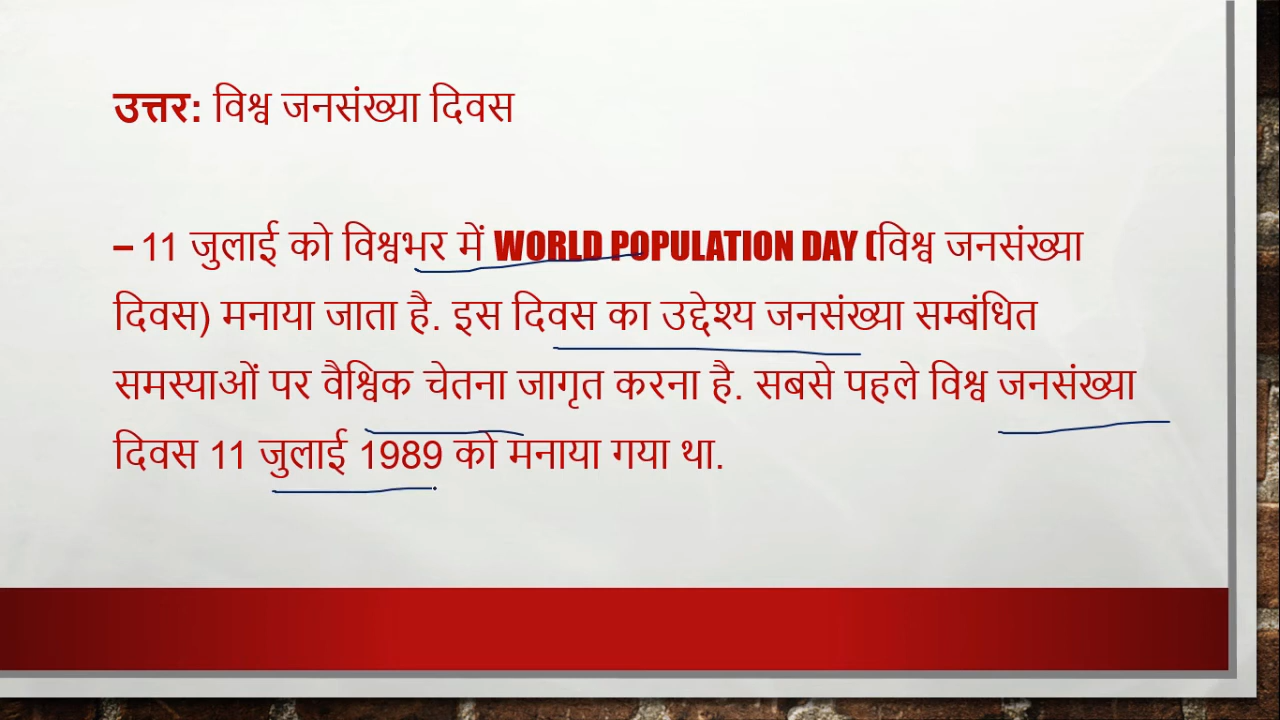 उत्तर: विश्व जनसंख्या दिवस
– 11 जुलाई को विश्वभर में WORLD POPULATION DAY (विश्व जनसंख्या
दिवस) मनाया जाता है. इस दिवस का उद्देश्य जनसंख्या सम्बंधित
समस्याओं पर वैश्विक चेतना जागृत करना है. सबसे पहले विश्व जनसंख्या
दिवस 11 जुलाई 1989 को मनाया गया था.